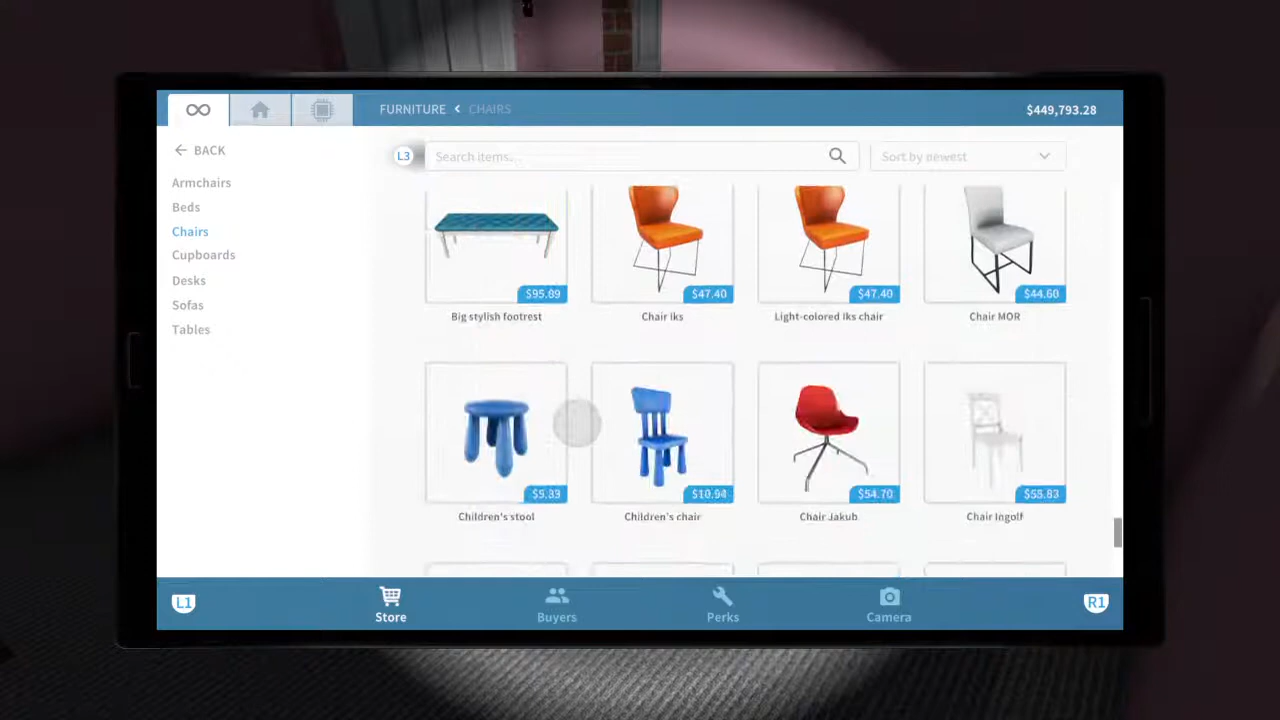 FURNITURE < CHAIRS
$449,793.28
BACK
L3
Search items...
Sort by newest
Armchairs
Beds
Chairs
Cupboards
Desks
Sofas
Tables
$95.09
$47.40
$47.40
$44.60
Big stylish footrest
Chair Iks
Light-colored Iks chair
Chair MOR
$5.33
$10.94
$54.70
$55.83
Children's stool
Children's chair
Chair Jakub
Chair Ingolf
L1
Store
Buyers
Perks
Camera
R1